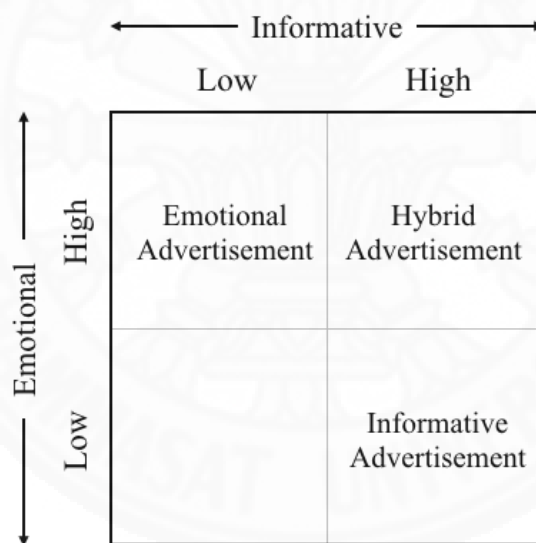 Informative
Low High
Emotional
High
Emotional
Advertisement
Hybrid
Advertisement
Low
Informative
Advertisement